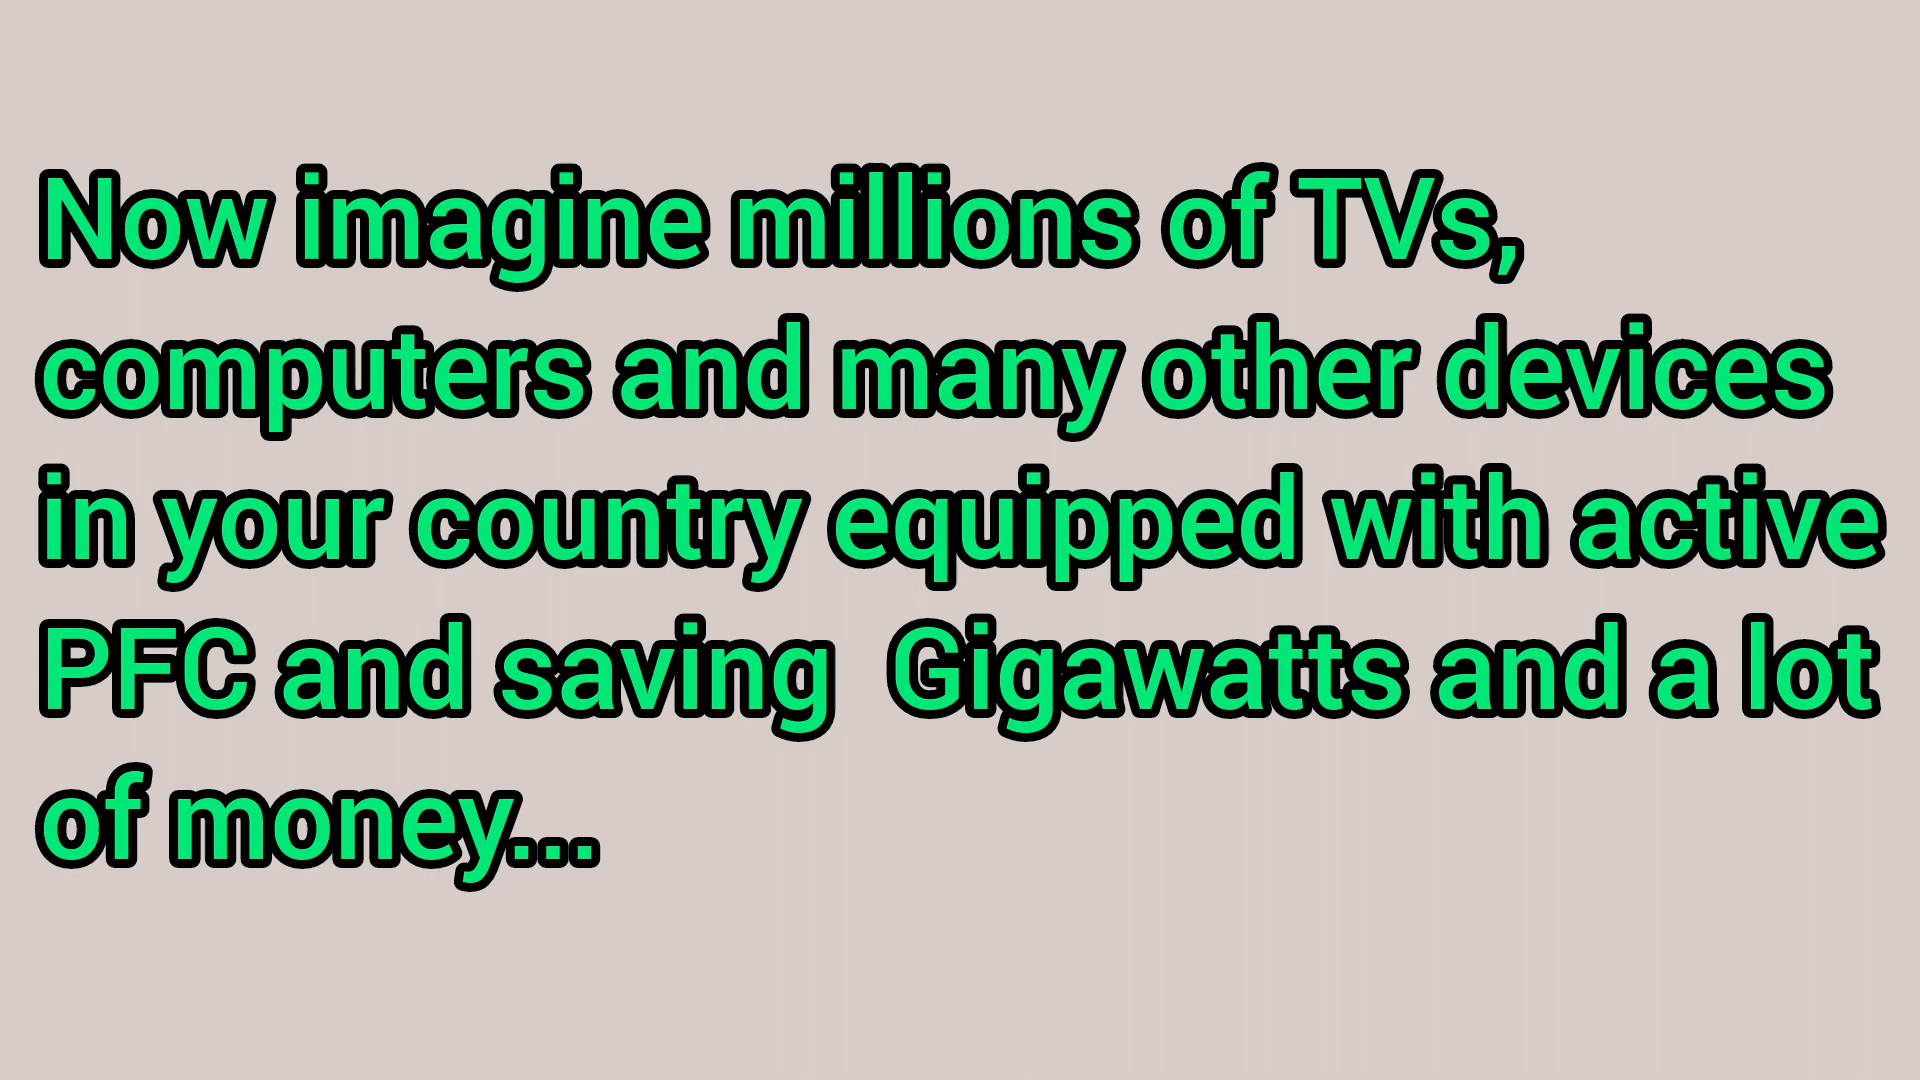 Now imagine millions of TVs,
computers and many other devices
in your country equipped with active
PFC and saving  Gigawatts and a lot
of money...